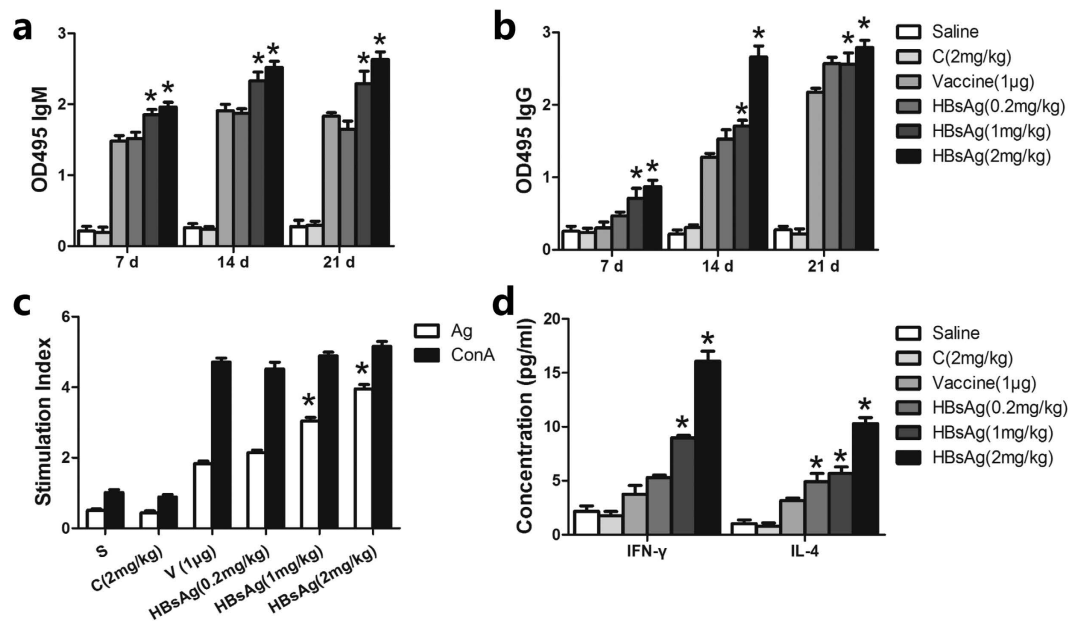 a
OD495 IgM
3
2
1
0
* * * * * *
7 d 14 d 21 d
b
OD495 IgG
3
2
1
0
* * * * * *
7 d 14 d 21 d
Saline
C(2mg/kg)
Vaccine(1μg)
HBsAg(0.2mg/kg)
HBsAg(1mg/kg)
HBsAg(2mg/kg)
c
Stimulation Index
6
4
2
0
* *
S
C(2mg/kg)
V (1μg)
HBsAg(0.2mg/kg)
HBsAg(1mg/kg)
HBsAg(2mg/kg)
Ag
ConA
d
Concentration (pg/ml)
20
15
10
5
0
* * * * *
IFN-γ IL-4
Saline
C(2mg/kg)
Vaccine(1μg)
HBsAg(0.2mg/kg)
HBsAg(1mg/kg)
HBsAg(2mg/kg)